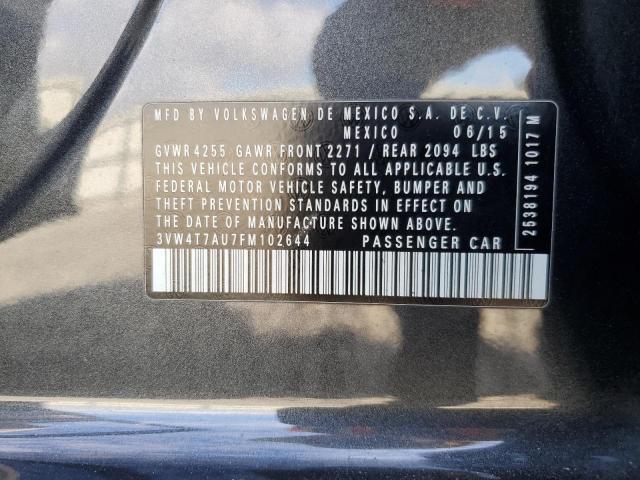 MFD BY VOLKSWAGEN DE MEXICO S.A. DE C.V.
MEXICO 06/15
GVWR 4255 GAWR FRONT 2271 / REAR 2094 LBS
THIS VEHICLE CONFORMS TO ALL APPLICABLE U.S.
FEDERAL MOTOR VEHICLE SAFETY, BUMPER AND
THEFT PREVENTION STANDARDS IN EFFECT ON
THE DATE OF MANUFACTURE SHOWN ABOVE.
3VW4T7AU7FM102644 PASSENGER CAR
2538194 1017 M